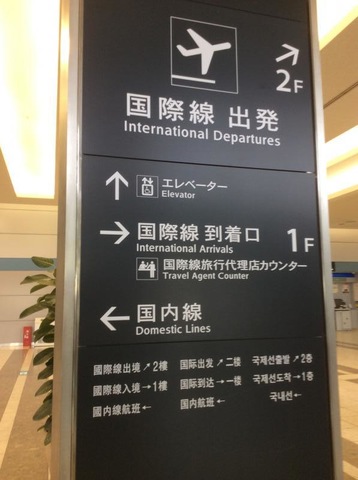 ↗
2F
国際線 出発
International Departures
↑ エレベーター
Elevator
→ 国際線 到着口 1F
International Arrivals
国際線旅行代理店カウンター
Travel Agent Counter
← 国内線
Domestic Lines
國際線出境↗2樓 国际出发↗二楼 국제선출발↗2층
國際線入境→1樓 国际到达→一楼 국제선도착→1층
國内線航班← 国内航班← 국내선←